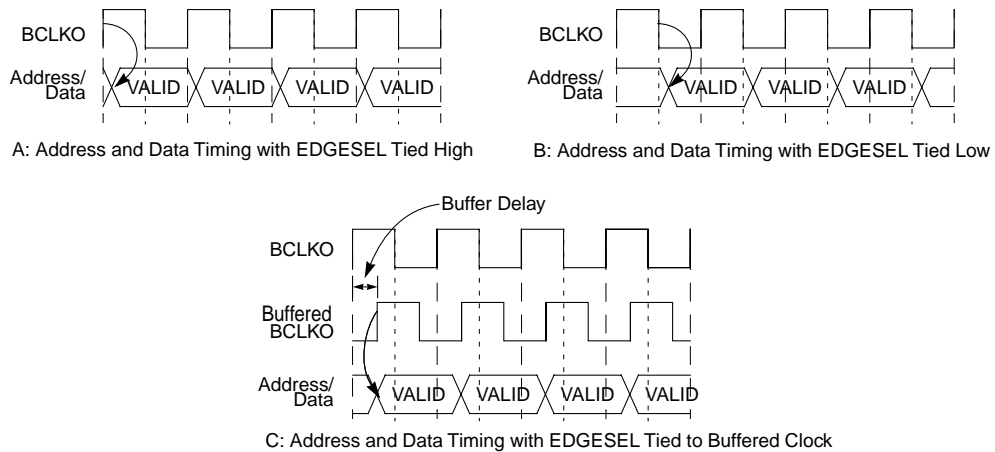 BCLKO
Address/
Data
VALID VALID VALID VALID
A: Address and Data Timing with EDGESEL Tied High
BCLKO
Address/
Data
VALID VALID VALID
B: Address and Data Timing with EDGESEL Tied Low
Buffer Delay
BCLKO
Buffered
BCLKO
Address/
Data
VALID VALID VALID VALID
C: Address and Data Timing with EDGESEL Tied to Buffered Clock